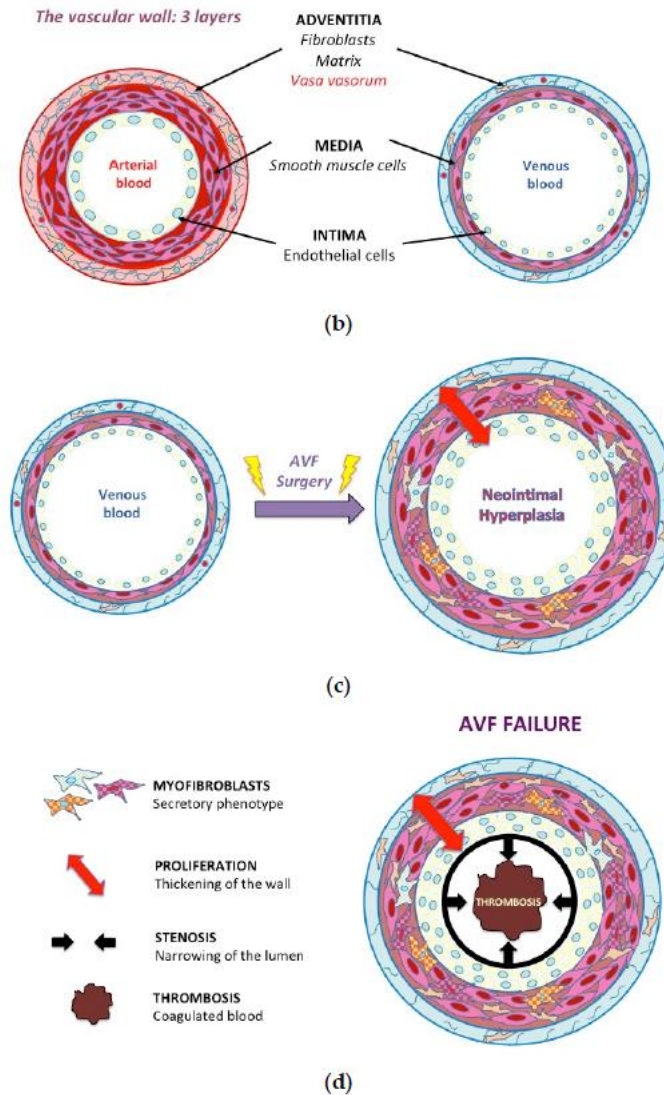 The vascular wall: 3 layers
ADVENTITIA
Fibroblasts
Matrix
Vasa vasorum
Arterial
blood
MEDIA
Smooth muscle cells
Venous
blood
INTIMA
Endothelial cells
(b)
Venous
blood
AVF
Surgery
Neointimal
Hyperplasia
(c)
AVF FAILURE
MYOFIBROBLASTS
Secretory phenotype
PROLIFERATION
Thickening of the wall
STENOSIS
Narrowing of the lumen
THROMBOSIS
Coagulated blood
THROMBOSIS
(d)